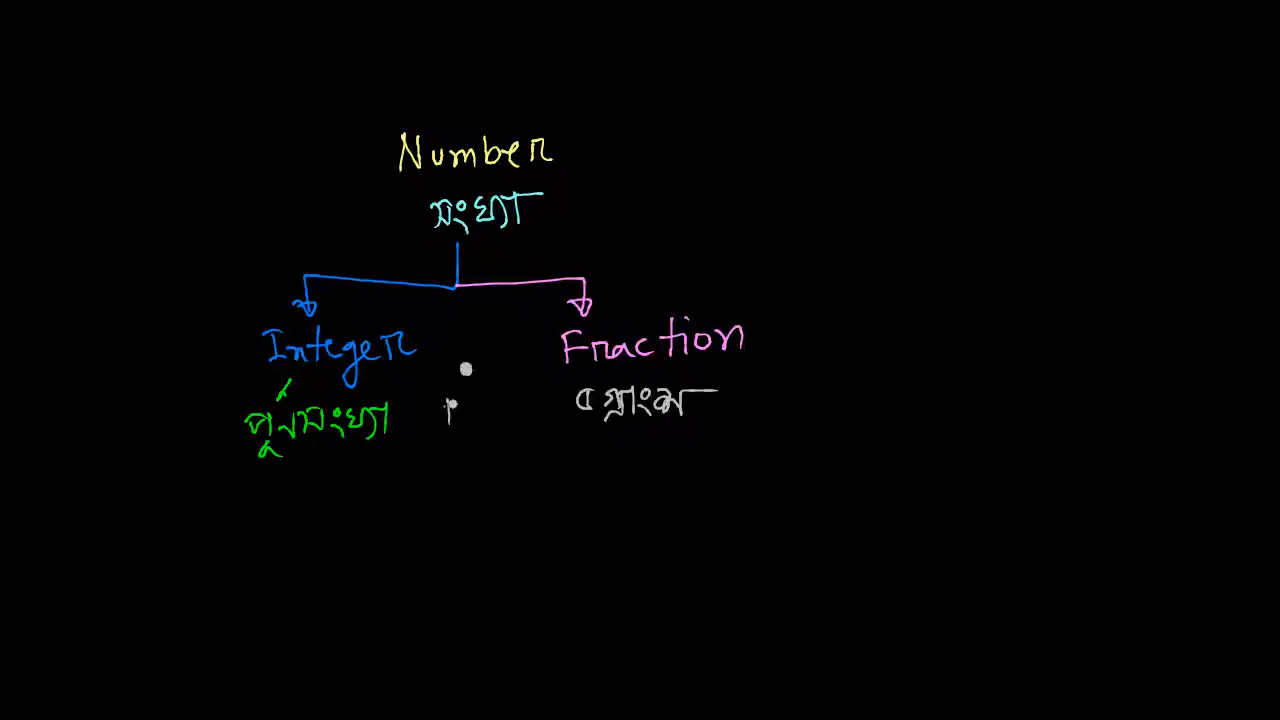 Number
সংখ্যা
Integer
Fraction
পূর্ণসংখ্যা
ভগ্নাংশ